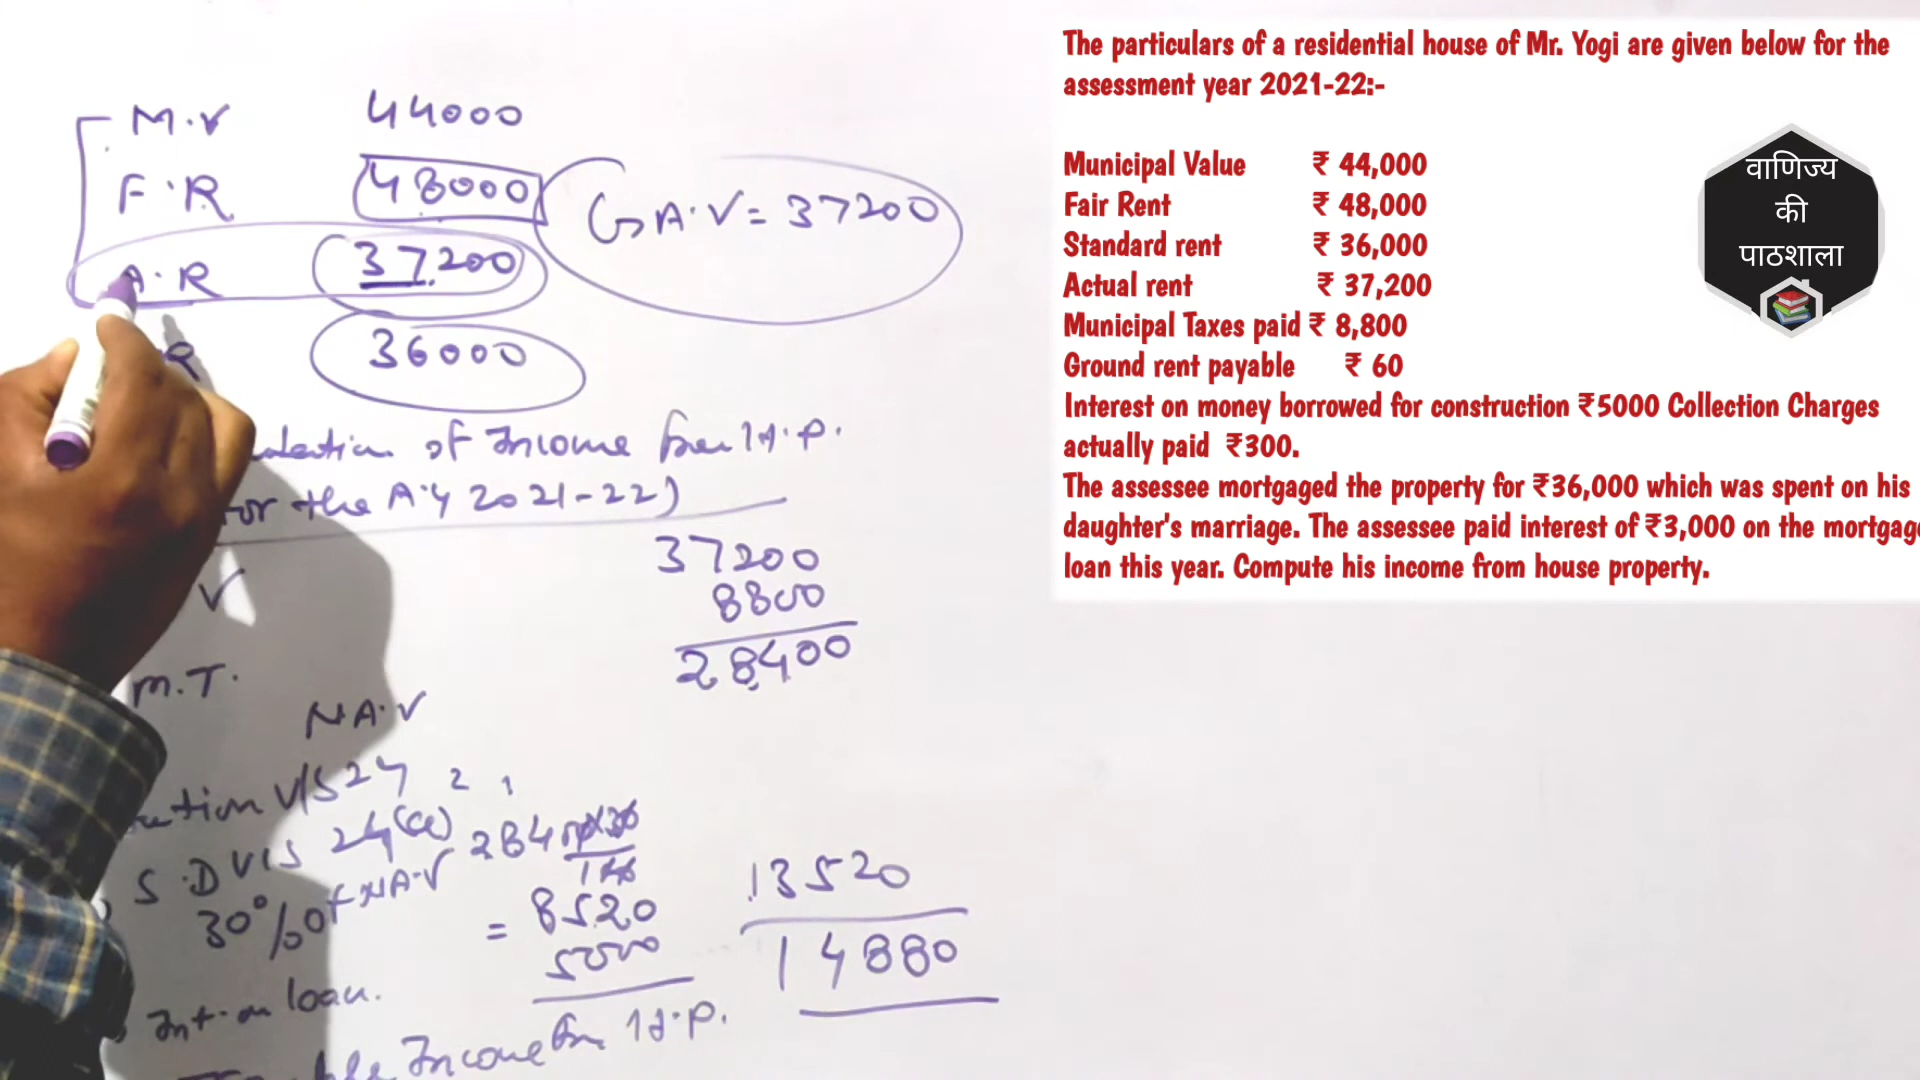 M.V 44000
F.R 48000
A.R 37200
R 36000
G.A.V = 37200
of Income from H.P.
for the A.Y 2021-22)
V 37200
M.T. 8800
N.A.V 28400
U/S 24
S.D U/S 24(a)
30% of N.A.V
= 8520
Int. on loan. 5000
13520
14880
Income from H.P.
The particulars of a residential house of Mr. Yogi are given below for the
assessment year 2021-22:-
Municipal Value ₹ 44,000
Fair Rent ₹ 48,000
Standard rent ₹ 36,000
Actual rent ₹ 37,200
Municipal Taxes paid ₹ 8,800
Ground rent payable ₹ 60
Interest on money borrowed for construction ₹5000 Collection Charges
actually paid ₹300.
The assessee mortgaged the property for ₹36,000 which was spent on his
daughter's marriage. The assessee paid interest of ₹3,000 on the mortgag
loan this year. Compute his income from house property.
वाणिज्य
की
पाठशाला